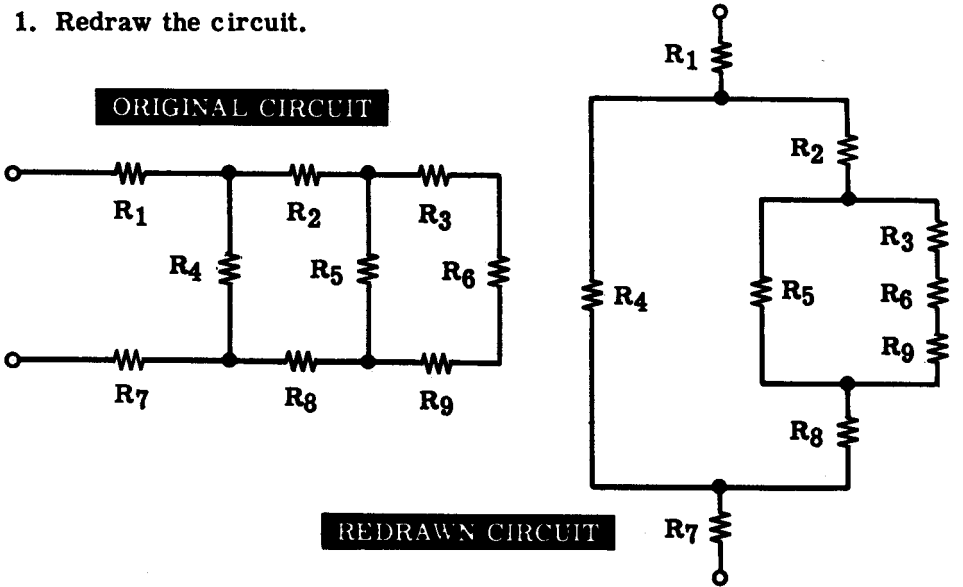 1. Redraw the circuit.
ORIGINAL CIRCUIT
R1
R2
R3
R4
R5
R6
R7
R8
R9
R1
R2
R3
R4
R5
R6
R9
R8
R7
REDRAWN CIRCUIT